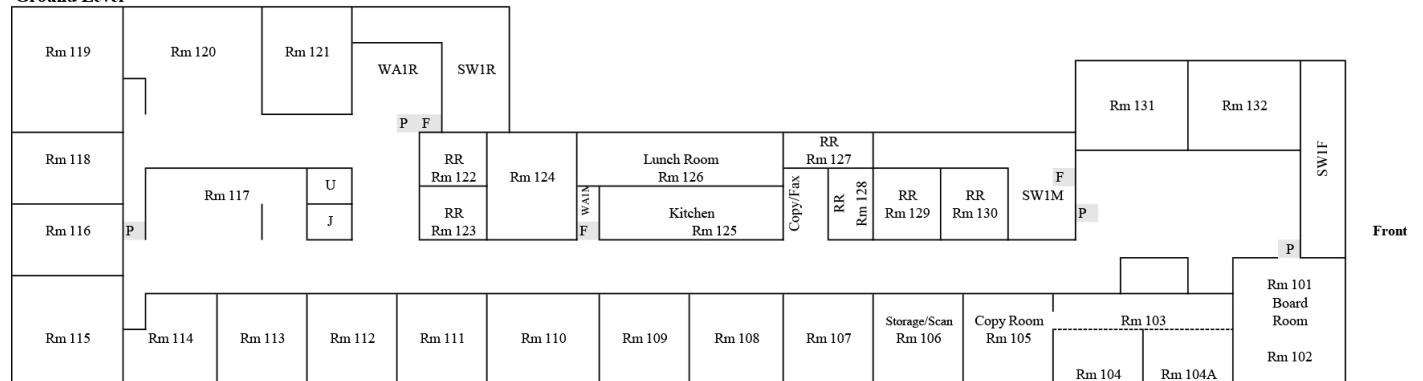 Ground Level
Rm 119
Rm 120
Rm 121
WA1R
SW1R
P F
Rm 131
Rm 132
SW1F
Rm 118
RR
Rm 122
Rm 124
Lunch Room
Rm 126
RR
Rm 127
Rm 117
U
J
RR
Rm 123
WA1M
F
Kitchen
Rm 125
Copy/Fax
RR
Rm 128
RR
Rm 129
RR
Rm 130
SW1M
F
P
Rm 116
P
P
Front
Rm 115
Rm 114
Rm 113
Rm 112
Rm 111
Rm 110
Rm 109
Rm 108
Rm 107
Storage/Scan
Rm 106
Copy Room
Rm 105
Rm 103
Rm 104
Rm 104A
Rm 101
Board
Room
Rm 102